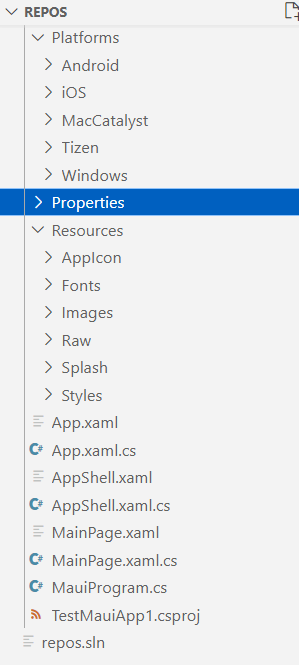 REPOS
Platforms
Android
iOS
MacCatalyst
Tizen
Windows
Properties
Resources
AppIcon
Fonts
Images
Raw
Splash
Styles
App.xaml
C# App.xaml.cs
AppShell.xaml
C# AppShell.xaml.cs
MainPage.xaml
C# MainPage.xaml.cs
C# MauiProgram.cs
TestMauiApp1.csproj
repos.sln